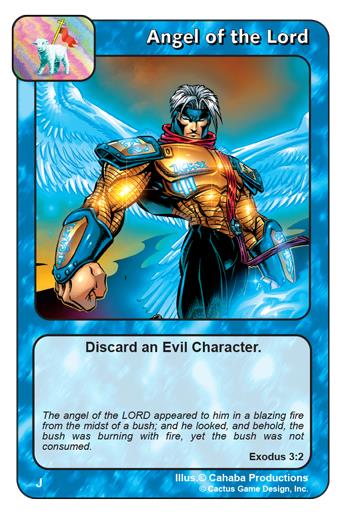 Angel of the Lord
Discard an Evil Character.
The angel of the LORD appeared to him in a blazing fire
from the midst of a bush; and he looked, and behold, the
bush was burning with fire, yet the bush was not
consumed.
Exodus 3:2
Illus.© Cahaba Productions
J
© Cactus Game Design, Inc.